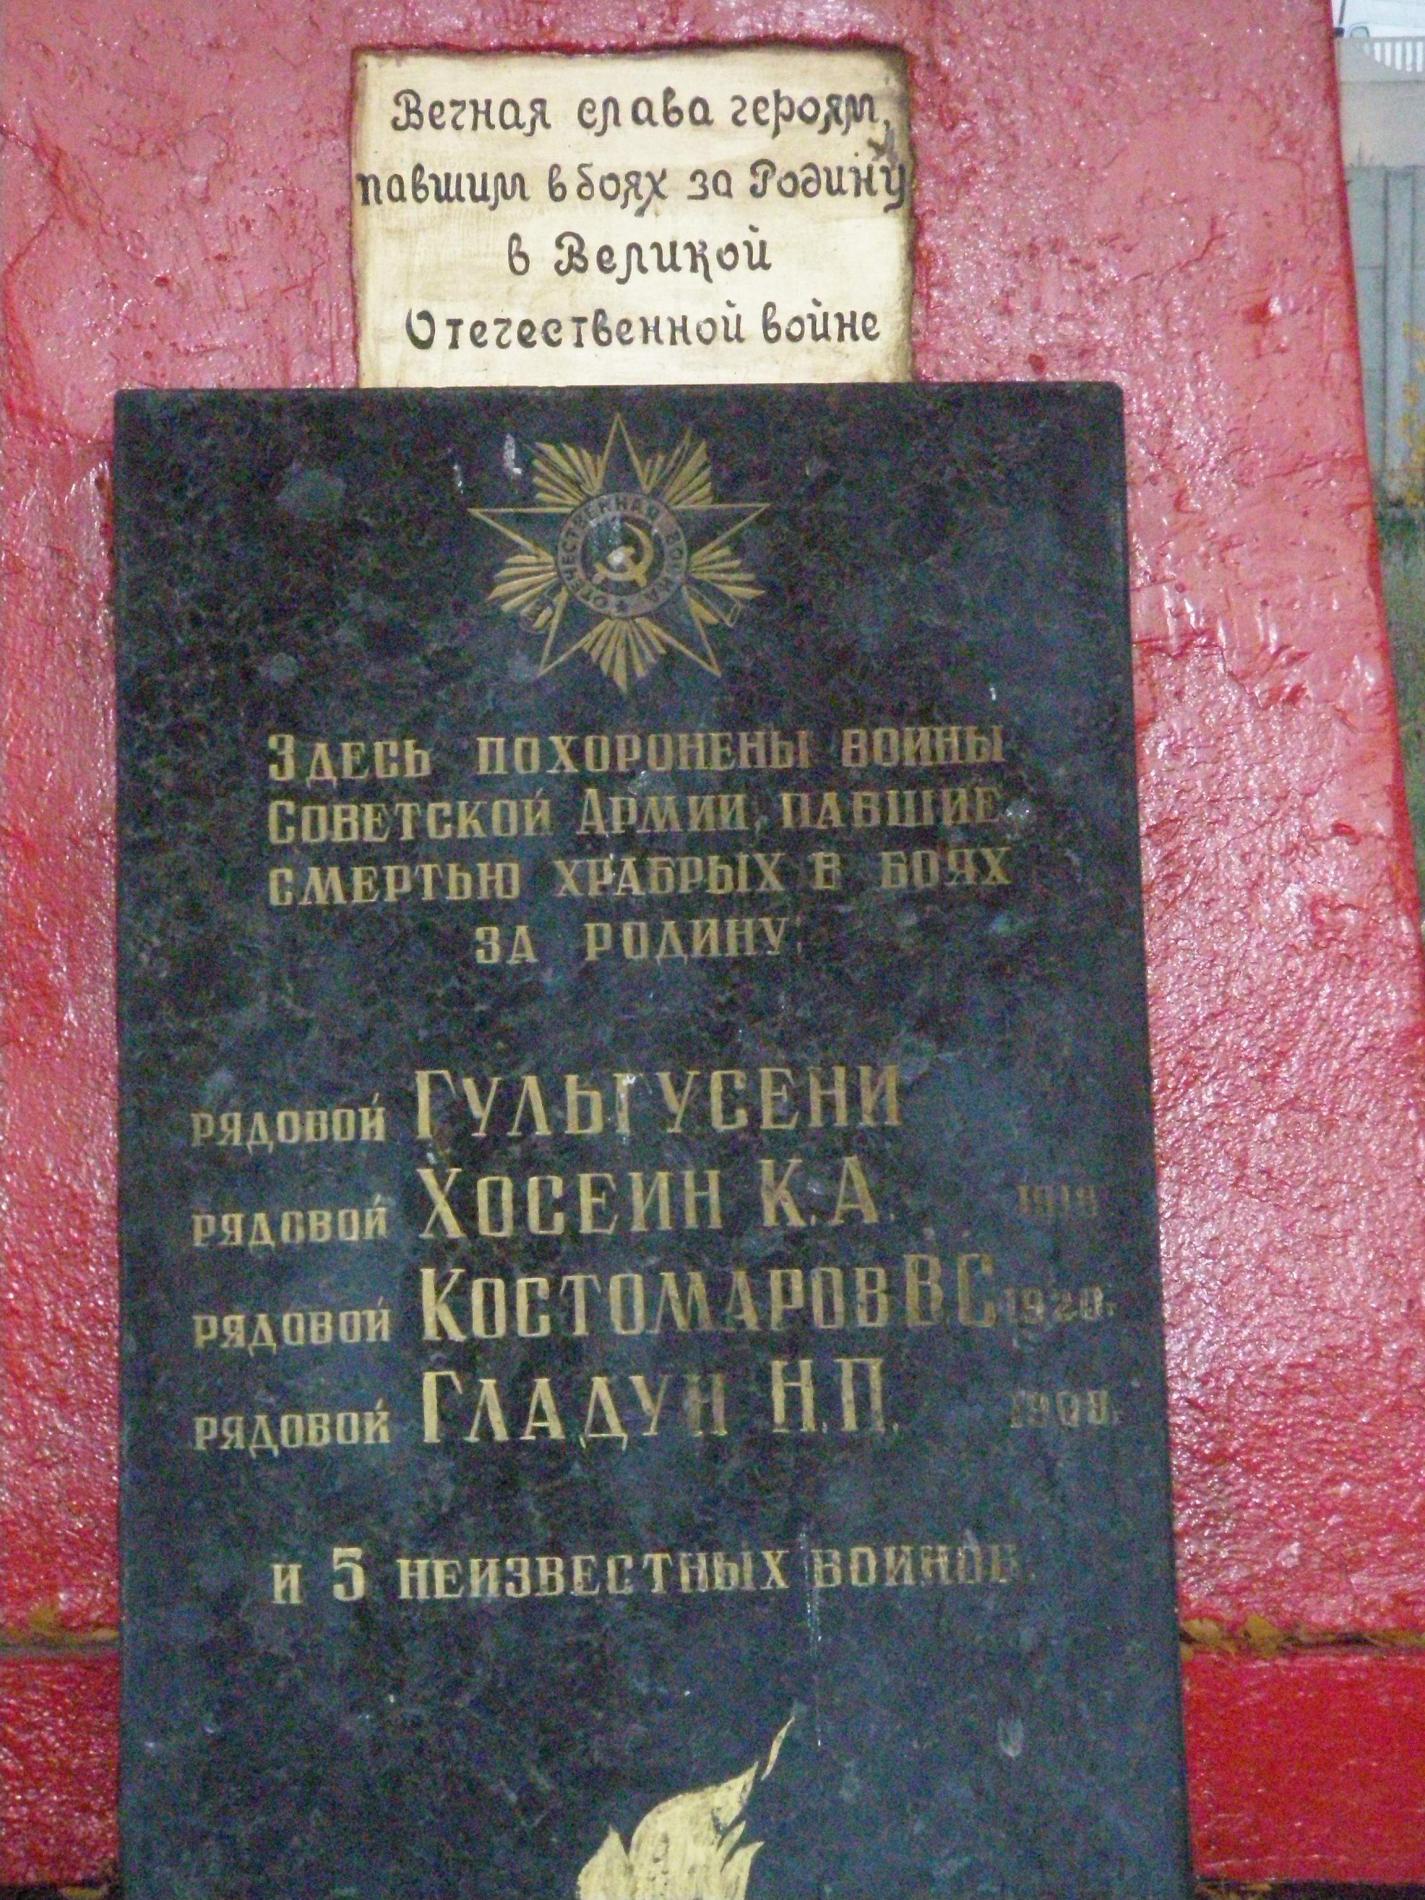 Вечная слава героям,
павшим в боях за Родину
в Великой
Отечественной войне
ОТЕЧЕСТВЕННАЯ ВОЙНА
Здесь похоронены воины
Советской Армии, павшие
смертью храбрых в боях
за родину:
рядовой Гульгусени
рядовой Хосеин К.А.
рядовой Костомаров В.С. 1920г.
рядовой Гладун Н.П.
и 5 неизвестных воинов.